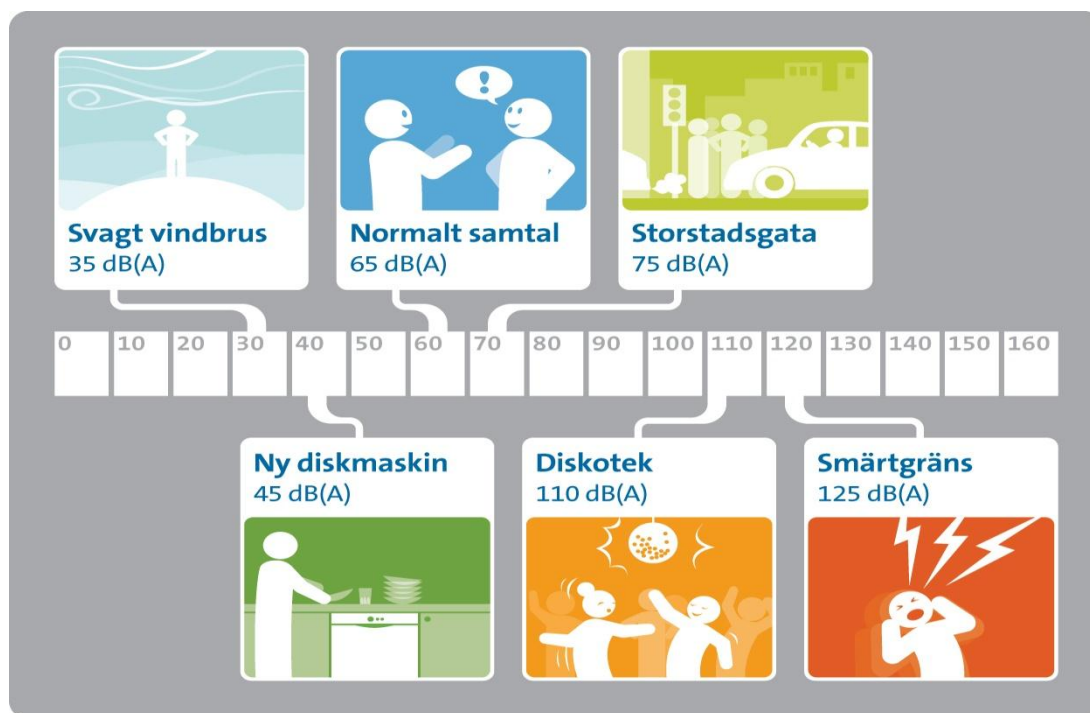 Svagt vindbrus
35 dB(A)
Normalt samtal
65 dB(A)
Storstadsgata
75 dB(A)
!
0 10 20 30 40 50 60 70 80 90 100 110 120 130 140 150 160
Ny diskmaskin
45 dB(A)
Diskotek
110 dB(A)
Smärtgräns
125 dB(A)